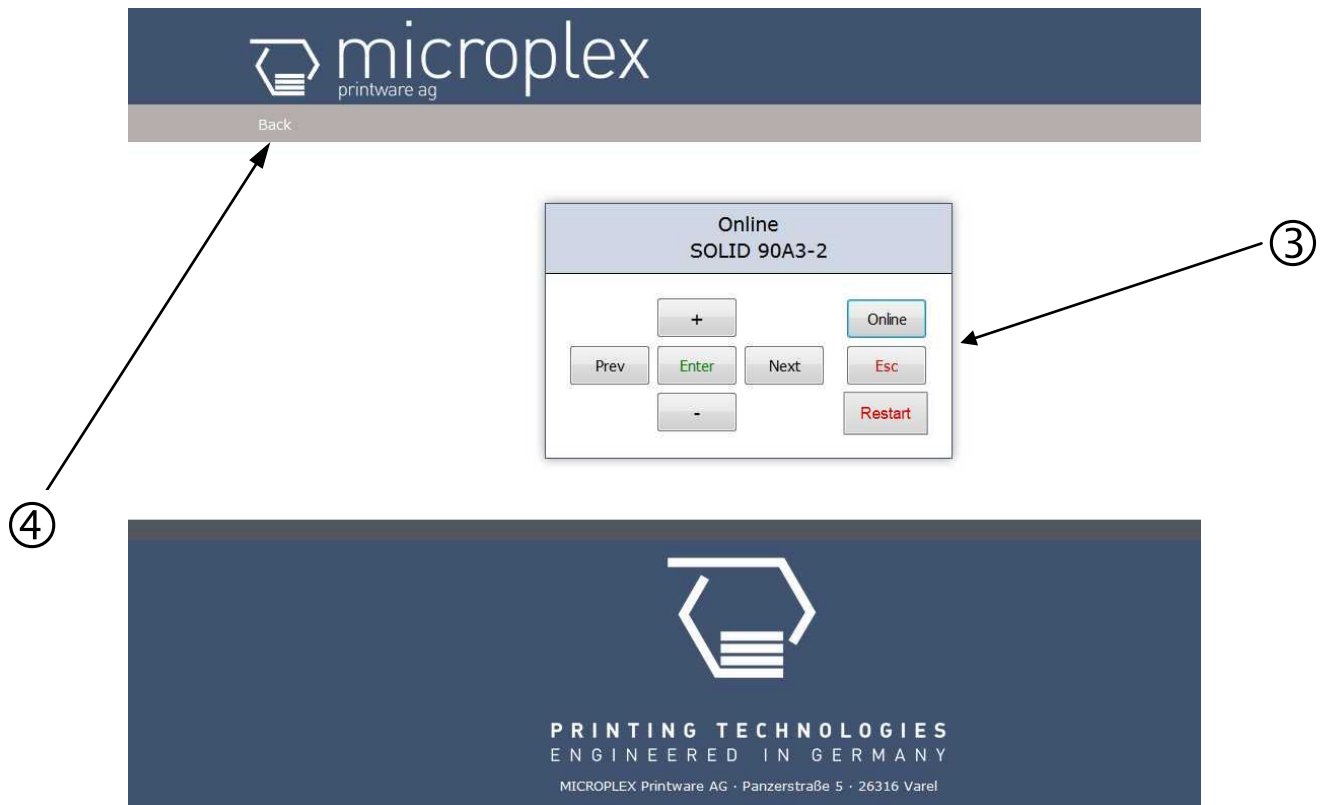 microplex
printware ag
Back
Online
SOLID 90A3-2
③
+
Online
Prev
Enter
Next
Esc
-
Restart
④
PRINTING TECHNOLOGIES
ENGINEERED IN GERMANY
MICROPLEX Printware AG · Panzerstraße 5 · 26316 Varel